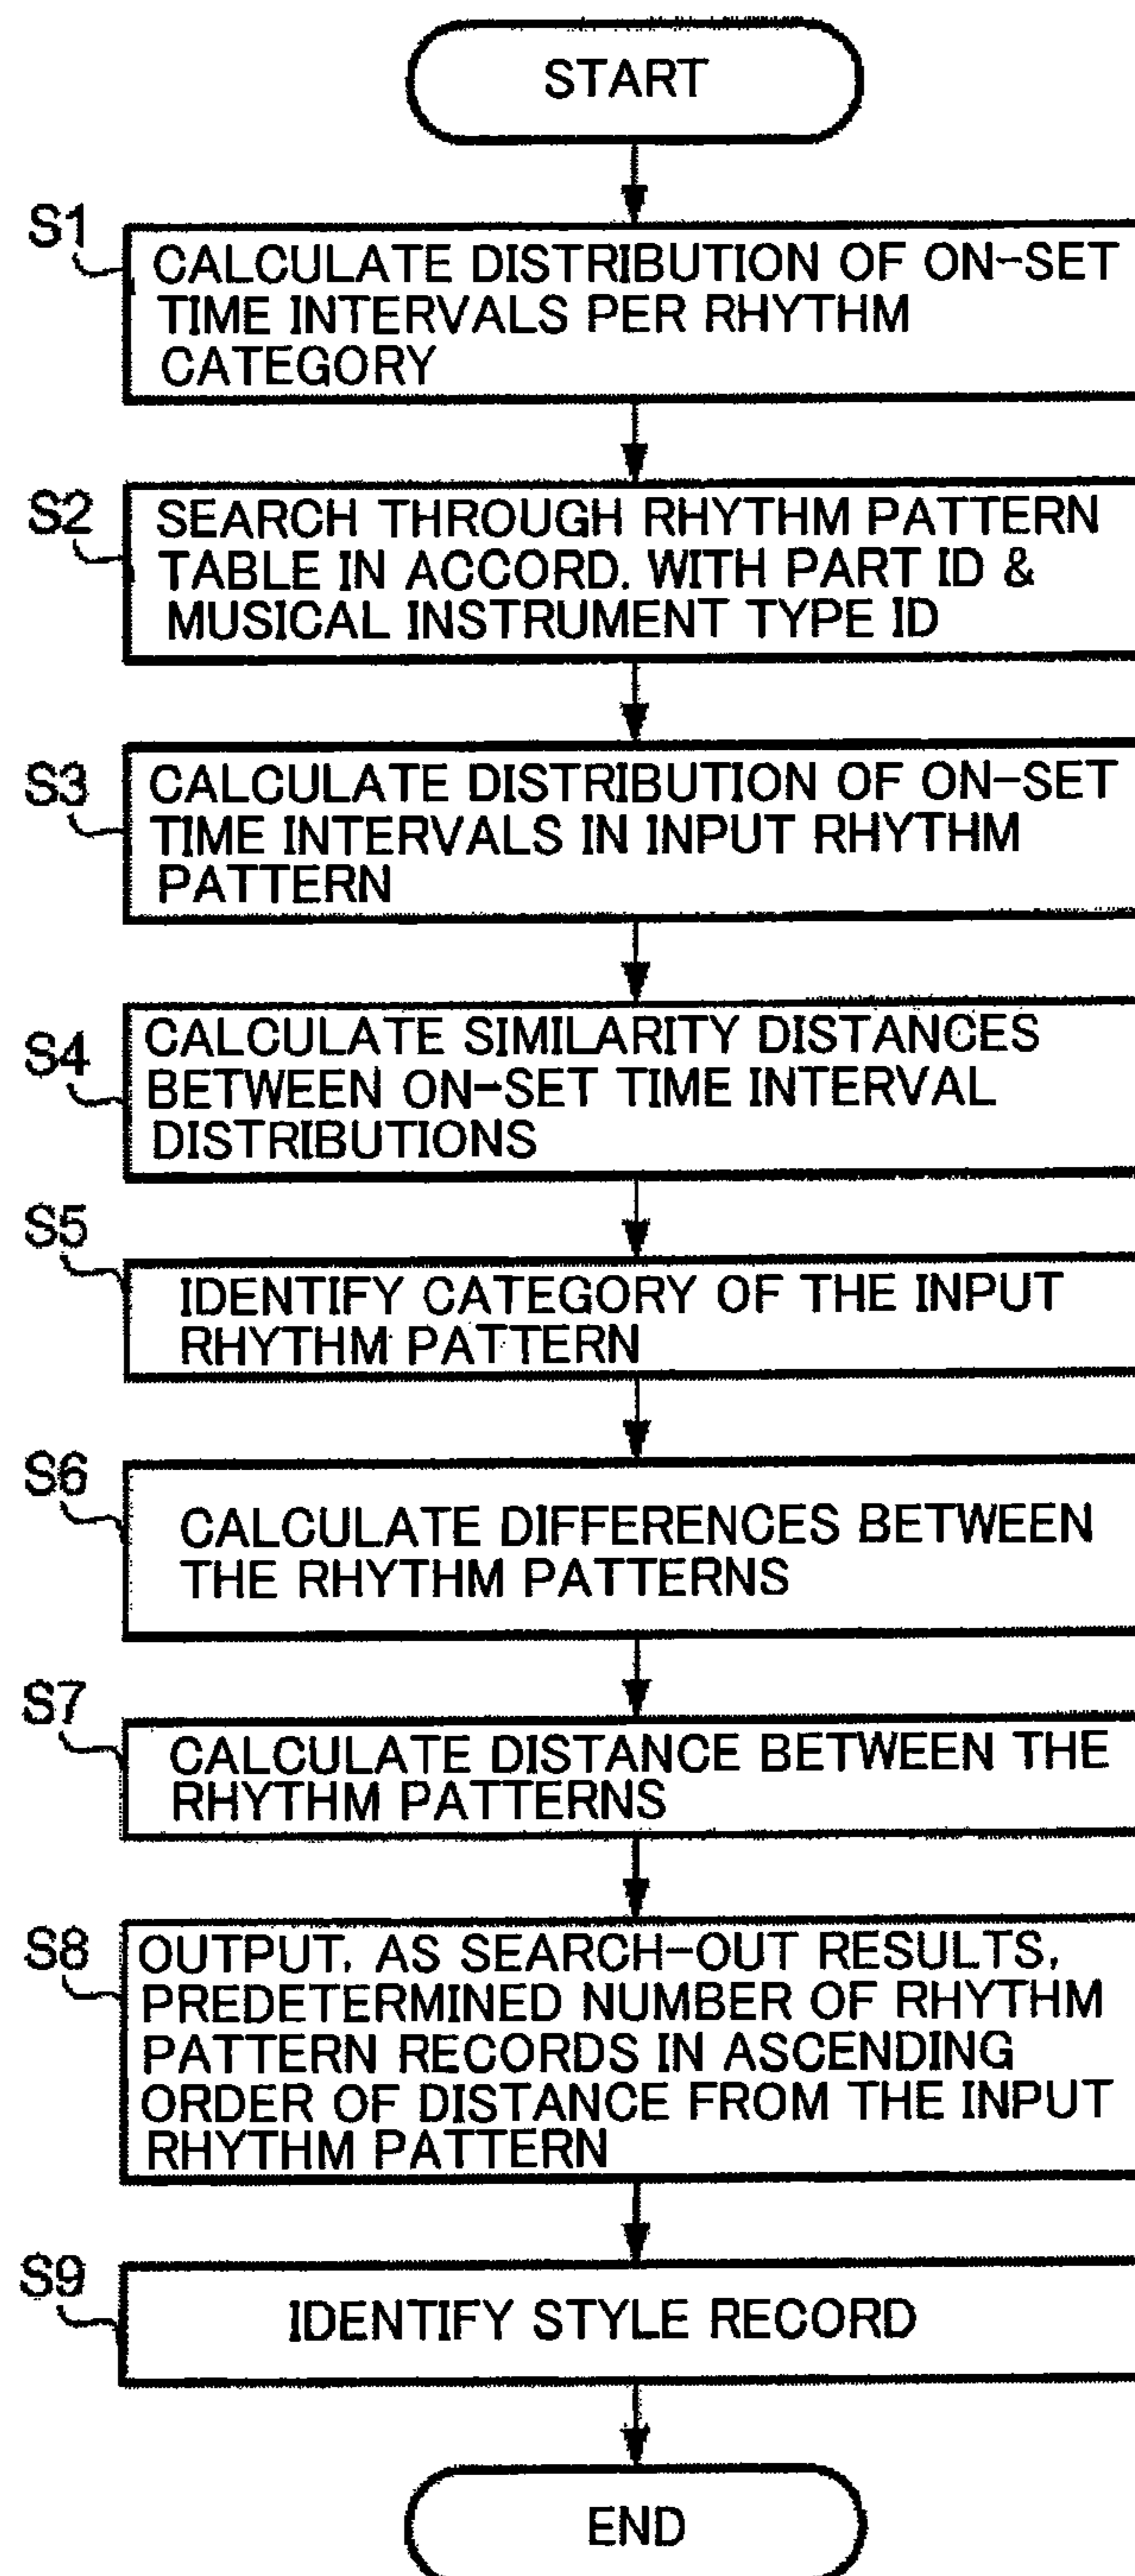 START
S1
CALCULATE DISTRIBUTION OF ON-SET
TIME INTERVALS PER RHYTHM
CATEGORY
S2
SEARCH THROUGH RHYTHM PATTERN
TABLE IN ACCORD. WITH PART ID &
MUSICAL INSTRUMENT TYPE ID
S3
CALCULATE DISTRIBUTION OF ON-SET
TIME INTERVALS IN INPUT RHYTHM
PATTERN
S4
CALCULATE SIMILARITY DISTANCES
BETWEEN ON-SET TIME INTERVAL
DISTRIBUTIONS
S5
IDENTIFY CATEGORY OF THE INPUT
RHYTHM PATTERN
S6
CALCULATE DIFFERENCES BETWEEN
THE RHYTHM PATTERNS
S7
CALCULATE DISTANCE BETWEEN THE
RHYTHM PATTERNS
S8
OUTPUT, AS SEARCH-OUT RESULTS,
PREDETERMINED NUMBER OF RHYTHM
PATTERN RECORDS IN ASCENDING
ORDER OF DISTANCE FROM THE INPUT
RHYTHM PATTERN
S9
IDENTIFY STYLE RECORD
END